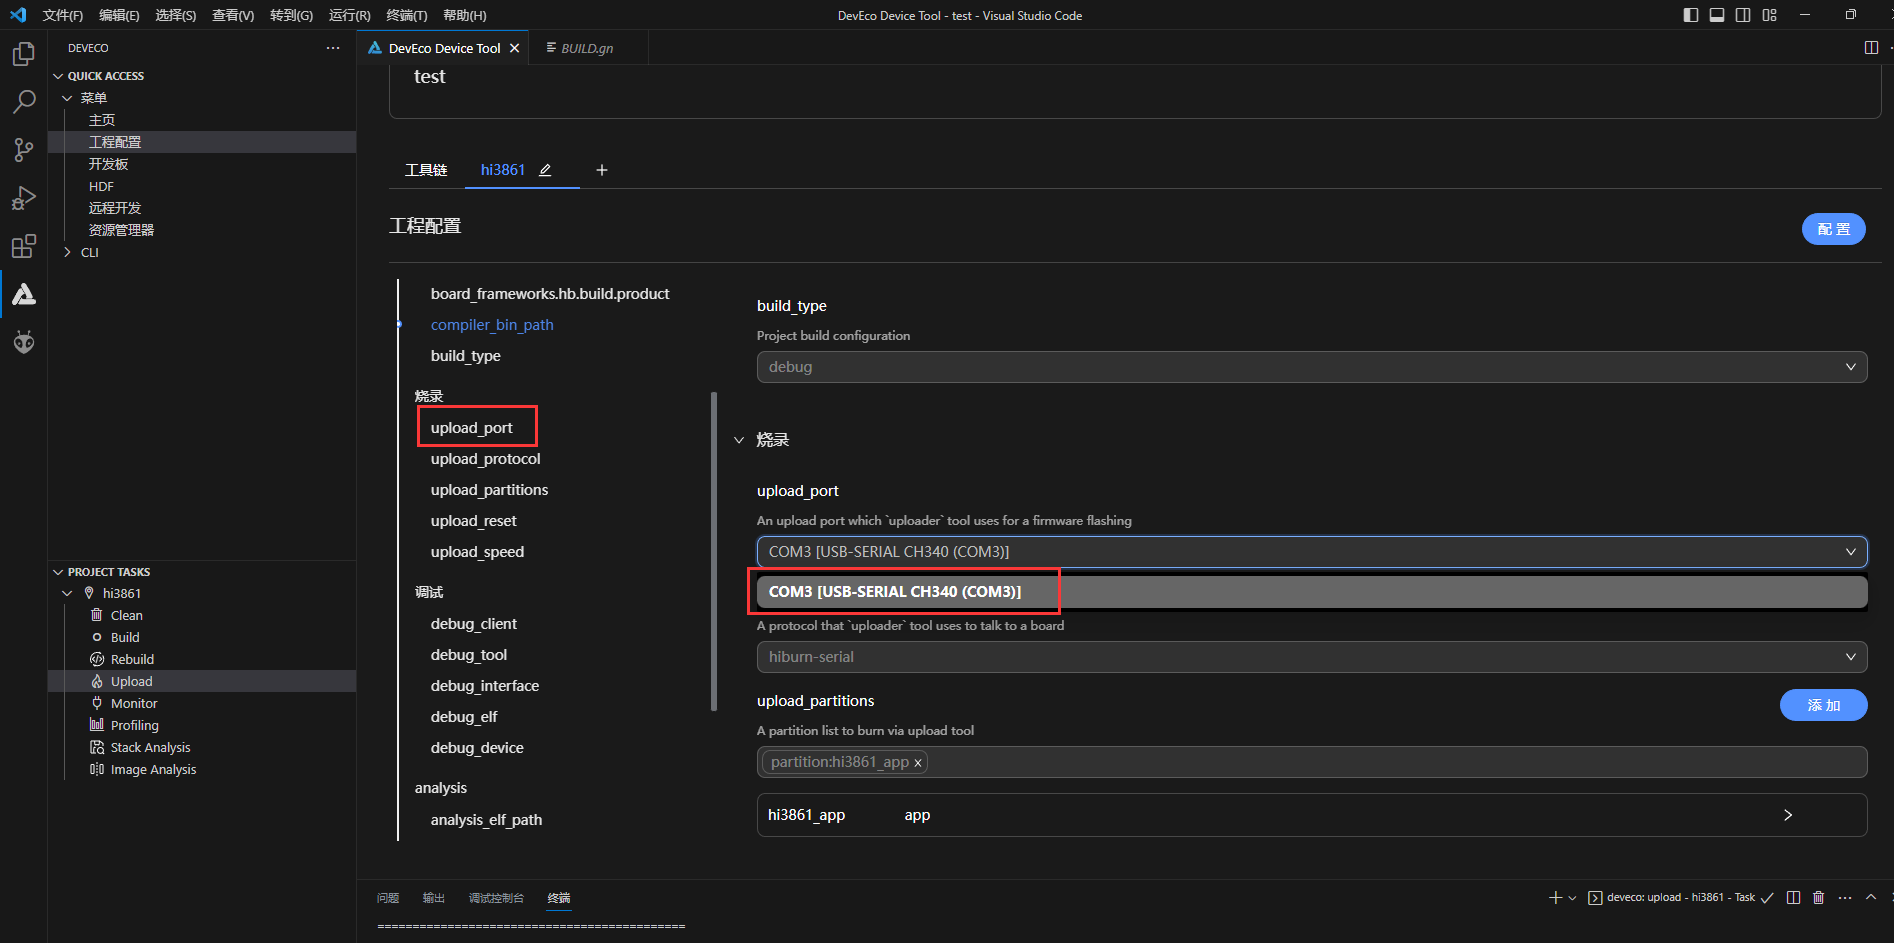 文件(F) 编辑(E) 选择(S) 查看(V) 转到(G) 运行(R) 终端(T) 帮助(H)
DevEco Device Tool - test - Visual Studio Code
DEVECO
QUICK ACCESS
菜单
主页
工程配置
开发板
HDF
远程开发
资源管理器
CLI
PROJECT TASKS
hi3861
Clean
Build
Rebuild
Upload
Monitor
Profiling
Stack Analysis
Image Analysis
DevEco Device Tool
BUILD.gn
test
工具链 hi3861
工程配置
配 置
board_frameworks.hb.build.product
compiler_bin_path
build_type
烧录
upload_port
upload_protocol
upload_partitions
upload_reset
upload_speed
调试
debug_client
debug_tool
debug_interface
debug_elf
debug_device
analysis
analysis_elf_path
build_type
Project build configuration
debug
烧录
upload_port
An upload port which `uploader` tool uses for a firmware flashing
COM3 [USB-SERIAL CH340 (COM3)]
COM3 [USB-SERIAL CH340 (COM3)]
A protocol that `uploader` tool uses to talk to a board
hiburn-serial
upload_partitions
添 加
A partition list to burn via upload tool
partition:hi3861_app x
hi3861_app app
问题 输出 调试控制台 终端
deveco: upload - hi3861 - Task
============================================